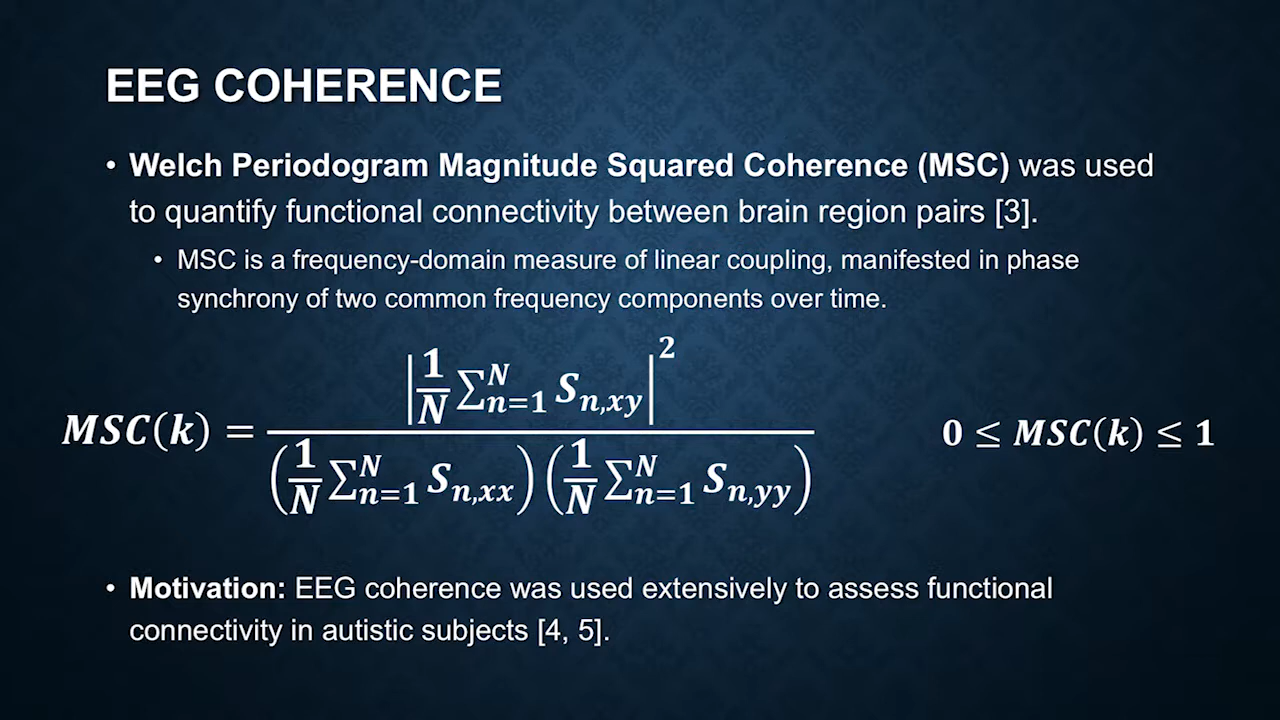 EEG COHERENCE
• Welch Periodogram Magnitude Squared Coherence (MSC) was used
to quantify functional connectivity between brain region pairs [3].
• MSC is a frequency-domain measure of linear coupling, manifested in phase
synchrony of two common frequency components over time.
MSC(k) = |1/N ∑_{n=1}^{N} S_{n,xy}|^2 / ((1/N ∑_{n=1}^{N} S_{n,xx}) (1/N ∑_{n=1}^{N} S_{n,yy}))
0 ≤ MSC(k) ≤ 1
• Motivation: EEG coherence was used extensively to assess functional
connectivity in autistic subjects [4, 5].